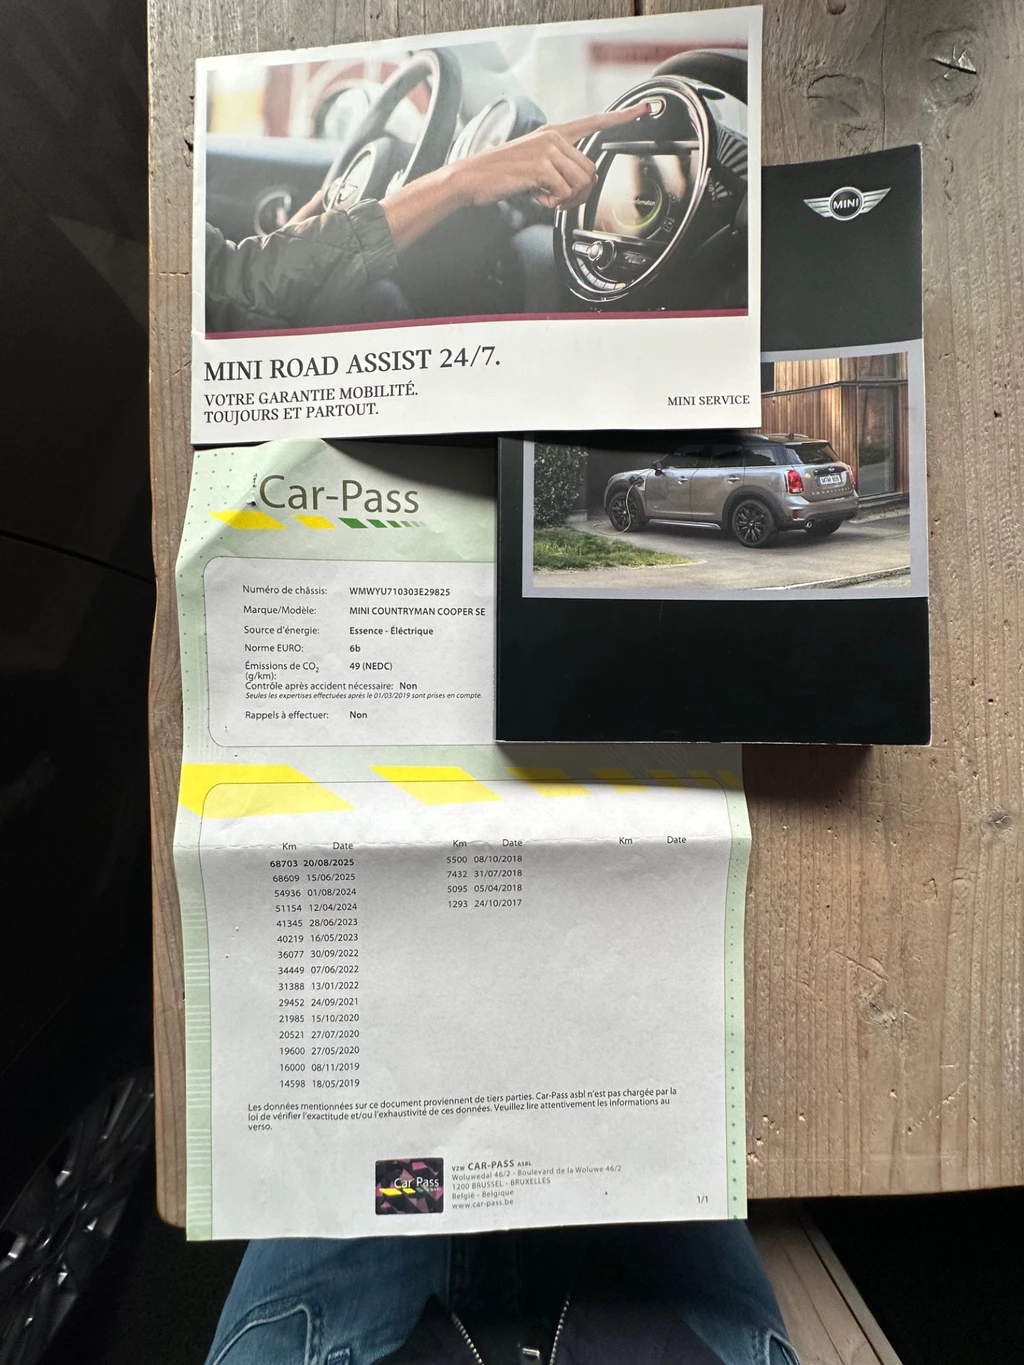 MINI ROAD ASSIST 24/7.
VOTRE GARANTIE MOBILITÉ.
TOUJOURS ET PARTOUT.
MINI SERVICE
MINI
Car-Pass
Numéro de châssis: WMWYU710303E29825
Marque/Modèle: MINI COUNTRYMAN COOPER SE
Source d'énergie: Essence - Éléctrique
Norme EURO: 6b
Émissions de CO2 49 (NEDC)
(g/km):
Contrôle après accident nécessaire: Non
Seules les expertises effectuées après le 01/03/2019 sont prises en compte.
Rappels à effectuer: Non
Km Date
68703 20/08/2025
68609 15/06/2025
54936 01/08/2024
51154 12/04/2024
41345 28/06/2023
40219 16/05/2023
36077 30/09/2022
34449 07/06/2022
31388 13/01/2022
29452 24/09/2021
21985 15/10/2020
20521 27/07/2020
19600 27/05/2020
16000 08/11/2019
14598 18/05/2019
Km Date
5500 08/10/2018
7432 31/07/2018
5095 05/04/2018
1293 24/10/2017
Km Date
Les données mentionnées sur ce document proviennent de tiers parties. Car-Pass asbl n'est pas chargée par la
loi de vérifier l'exactitude et/ou l'exhaustivité de ces données. Veuillez lire attentivement les informations au
verso.
Car Pass
VZW CAR-PASS ASBL
Woluwedal 46/2 - Boulevard de la Woluwe 46/2
1200 BRUSSEL - BRUXELLES
België - Belgique
www.car-pass.be
1/1